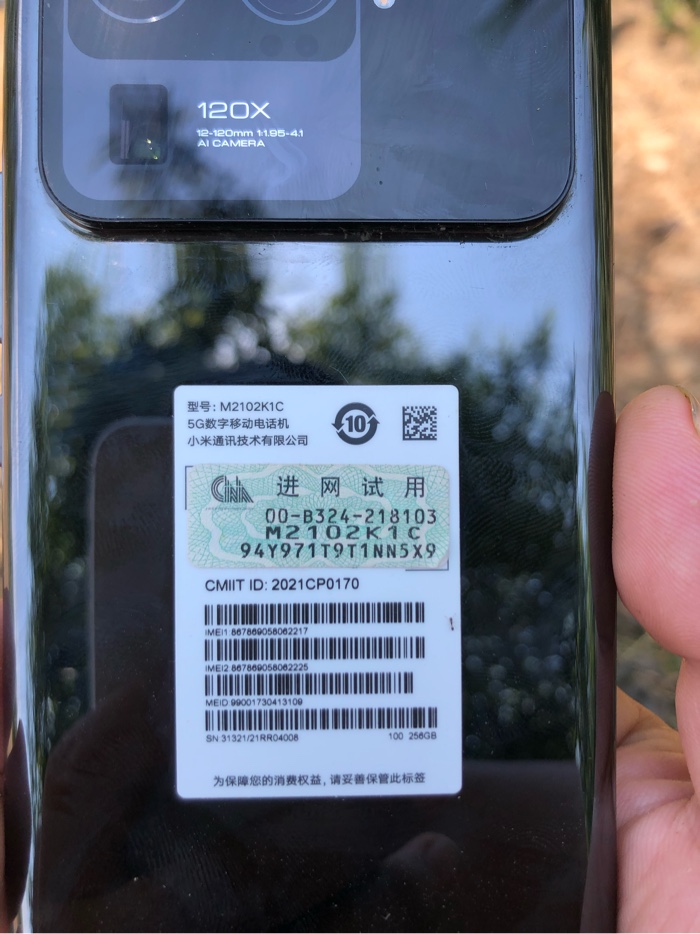 120X
12-120mm 1:1.95-4.1
AI CAMERA
型号: M2102K1C
5G数字移动电话机
小米通讯技术有限公司
10
进网试用
00-B324-218103
M2102K1C
94Y971T9T1NN5X9
CMIIT ID: 2021CP0170
IMEI1 867869058062217
IMEI2 867869058062225
MEID 99001730413109
SN 31321/21RR04008 100 256GB
为保障您的消费权益, 请妥善保管此标签